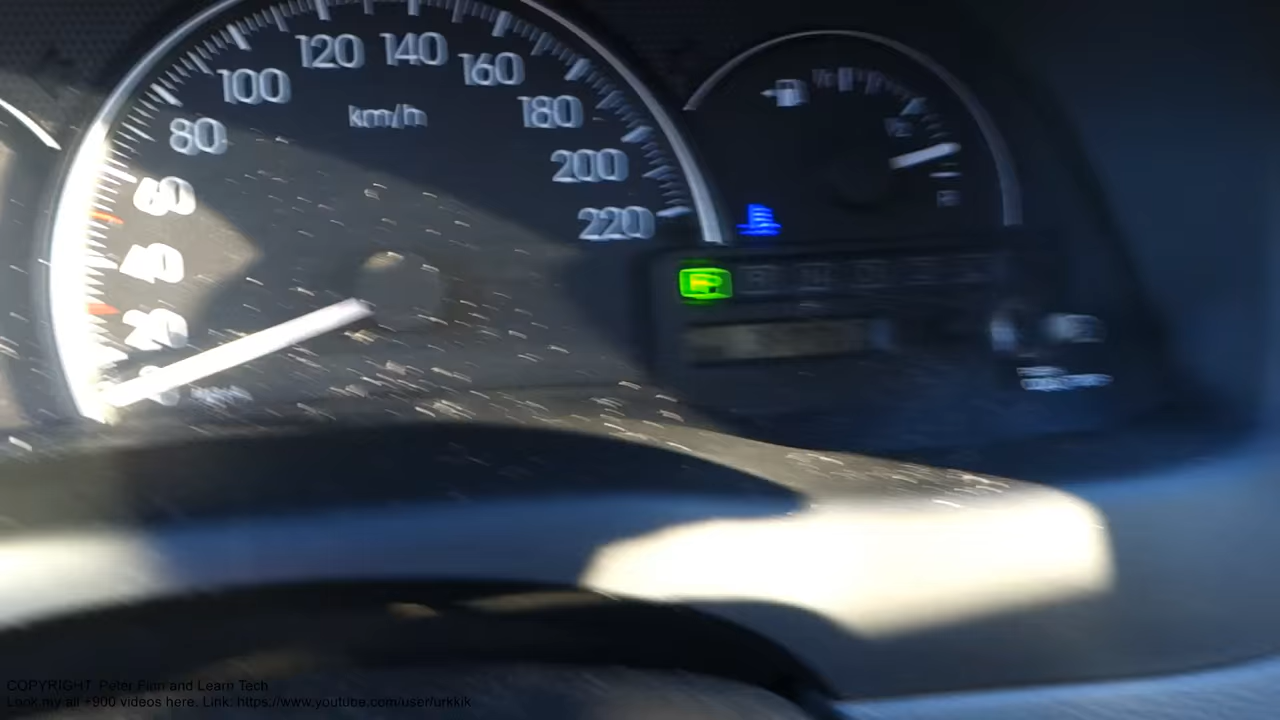 120 140
100 160
km/h 180
80
200
60
220
40
P
20
COPYRIGHT Peter Finn and Learn Tech
Look my all +900 videos here. Link: https://www.youtube.com/user/urkkik